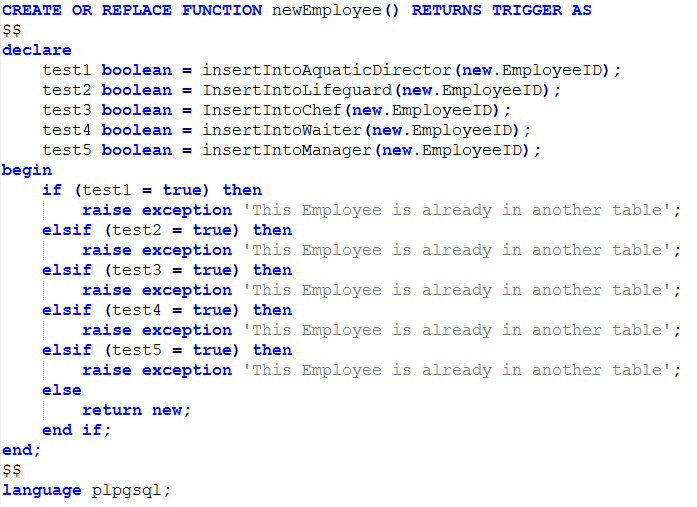 CREATE OR REPLACE FUNCTION newEmployee() RETURNS TRIGGER AS
$$
declare
    test1 boolean = insertIntoAquaticDirector(new.EmployeeID);
    test2 boolean = InsertIntoLifeguard(new.EmployeeID);
    test3 boolean = InsertIntoChef(new.EmployeeID);
    test4 boolean = insertIntoWaiter(new.EmployeeID);
    test5 boolean = insertIntoManager(new.EmployeeID);
begin
    if (test1 = true) then
        raise exception 'This Employee is already in another table';
    elsif (test2 = true) then
        raise exception 'This Employee is already in another table';
    elsif (test3 = true) then
        raise exception 'This Employee is already in another table';
    elsif (test4 = true) then
        raise exception 'This Employee is already in another table';
    elsif (test5 = true) then
        raise exception 'This Employee is already in another table';
    else
        return new;
    end if;
end;
$$
language plpgsql;